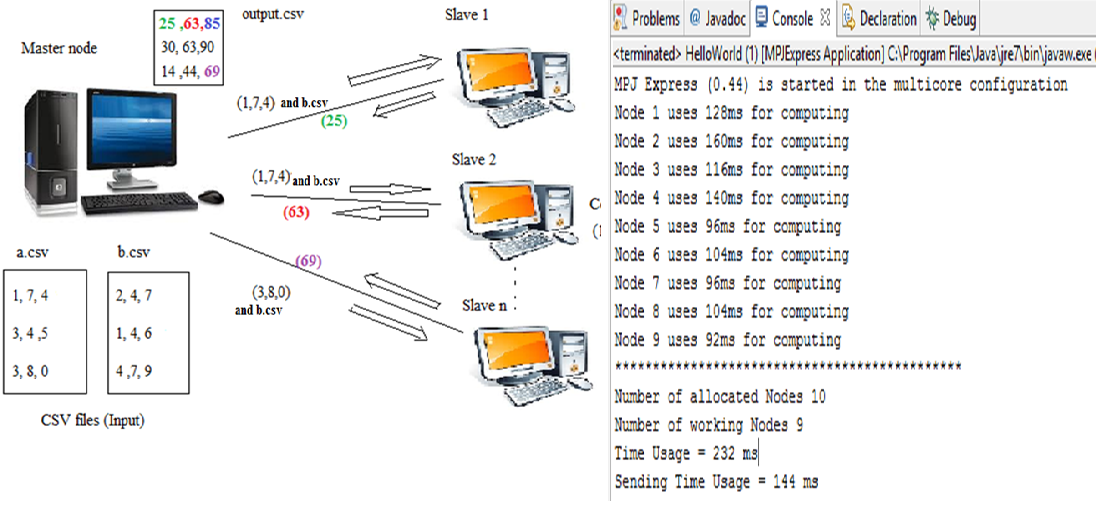 output.csv
Slave 1
25 ,63,85
30, 63,90
14 ,44, 69
Master node
(1,7,4) and b.csv
(25)
Slave 2
(1,7,4) and b.csv
(63)
(69)
(3,8,0)
and b.csv
Slave n
a.csv
b.csv
1, 7, 4
3, 4 ,5
3, 8, 0
2, 4, 7
1, 4, 6
4 ,7, 9
CSV files (Input)
Problems @ Javadoc Console Declaration Debug
<terminated> HelloWorld (1) [MPJExpress Application] C:\Program Files\Java\jre7\bin\javaw.exe (
MPJ Express (0.44) is started in the multicore configuration
Node 1 uses 128ms for computing
Node 2 uses 160ms for computing
Node 3 uses 116ms for computing
Node 4 uses 140ms for computing
Node 5 uses 96ms for computing
Node 6 uses 104ms for computing
Node 7 uses 96ms for computing
Node 8 uses 104ms for computing
Node 9 uses 92ms for computing
**********************************************
Number of allocated Nodes 10
Number of working Nodes 9
Time Usage = 232 ms
Sending Time Usage = 144 ms